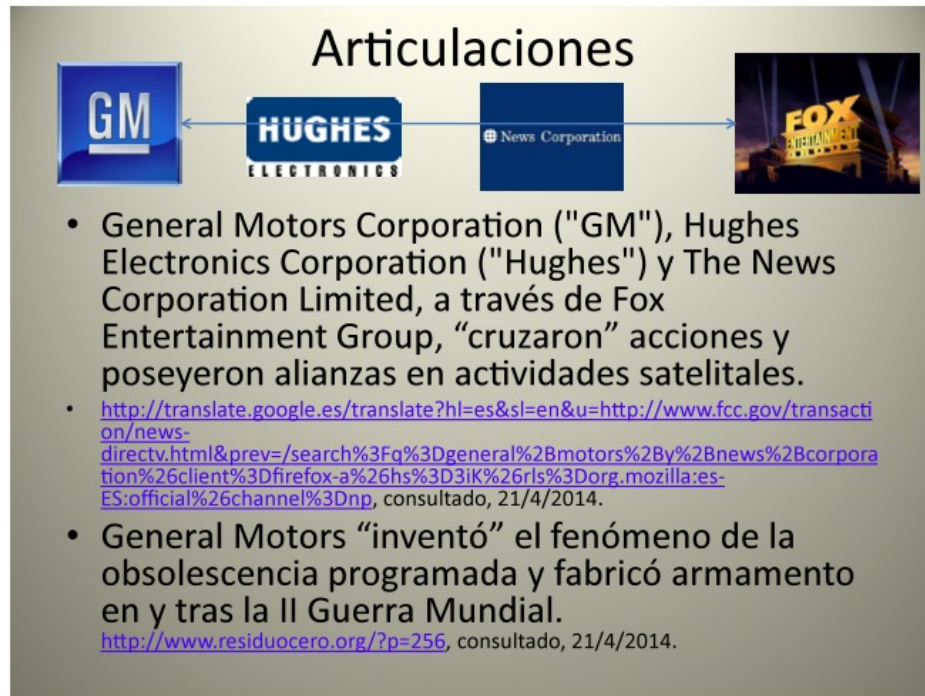 Articulaciones
GM
HUGHES
ELECTRONICS
News Corporation
FOX
ENTERTAINMENT
GROUP
• General Motors Corporation ("GM"), Hughes
Electronics Corporation ("Hughes") y The News
Corporation Limited, a través de Fox
Entertainment Group, “cruzaron” acciones y
poseyeron alianzas en actividades satelitales.
• http://translate.google.es/translate?hl=es&sl=en&u=http://www.fcc.gov/transacti
on/news-
directv.html&prev=/search%3Fq%3Dgeneral%2Bmotors%2By%2Bnews%2Bcorpora
tion%26client%3Dfirefox-a%26hs%3D3iK%26rls%3Dorg.mozilla:es-
ES:official%26channel%3Dnp, consultado, 21/4/2014.
• General Motors “inventó” el fenómeno de la
obsolescencia programada y fabricó armamento
en y tras la II Guerra Mundial.
http://www.residuocero.org/?p=256, consultado, 21/4/2014.